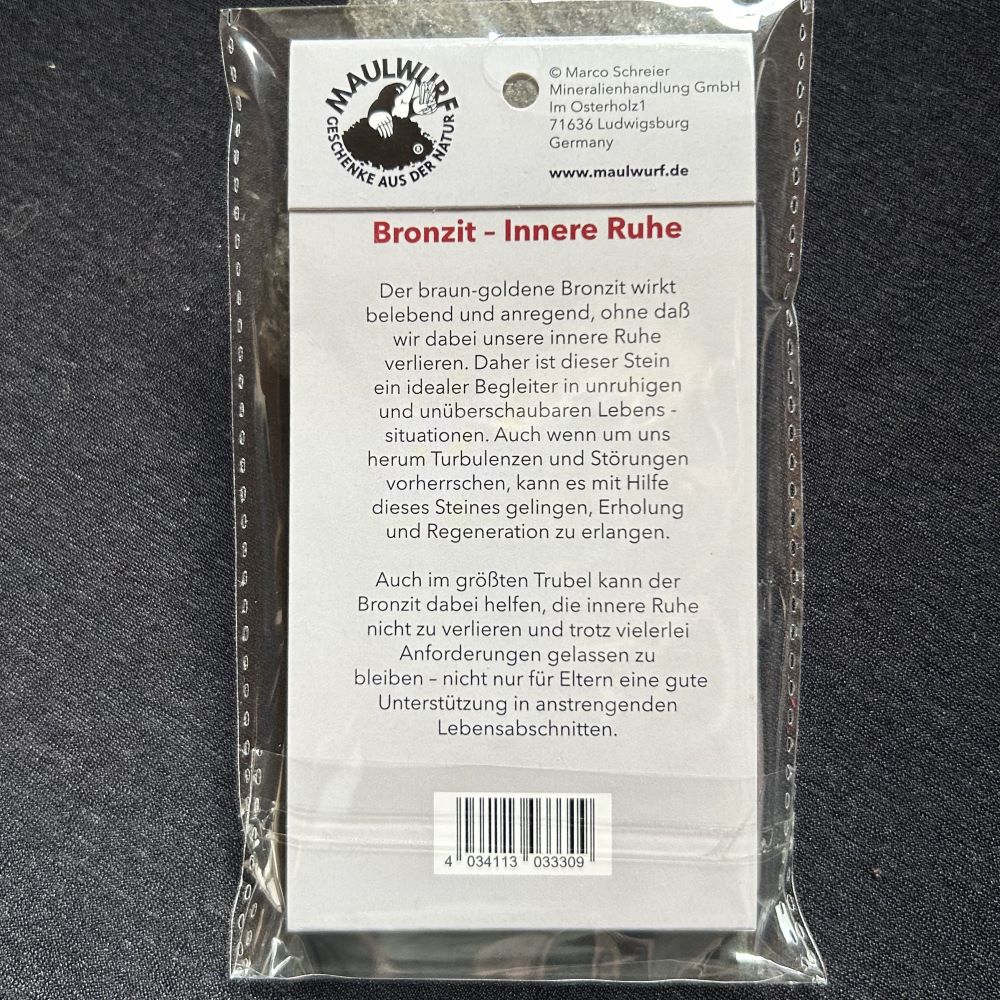 MAULWURF
GESCHENKE AUS DER NATUR
®
© Marco Schreier
Mineralienhandlung GmbH
Im Osterholz1
71636 Ludwigsburg
Germany
www.maulwurf.de
Bronzit – Innere Ruhe
Der braun-goldene Bronzit wirkt
belebend und anregend, ohne daß
wir dabei unsere innere Ruhe
verlieren. Daher ist dieser Stein
ein idealer Begleiter in unruhigen
und unüberschaubaren Lebens -
situationen. Auch wenn um uns
herum Turbulenzen und Störungen
vorherrschen, kann es mit Hilfe
dieses Steines gelingen, Erholung
und Regeneration zu erlangen.
Auch im größten Trubel kann der
Bronzit dabei helfen, die innere Ruhe
nicht zu verlieren und trotz vielerlei
Anforderungen gelassen zu
bleiben – nicht nur für Eltern eine gute
Unterstützung in anstrengenden
Lebensabschnitten.
4 034113 033309